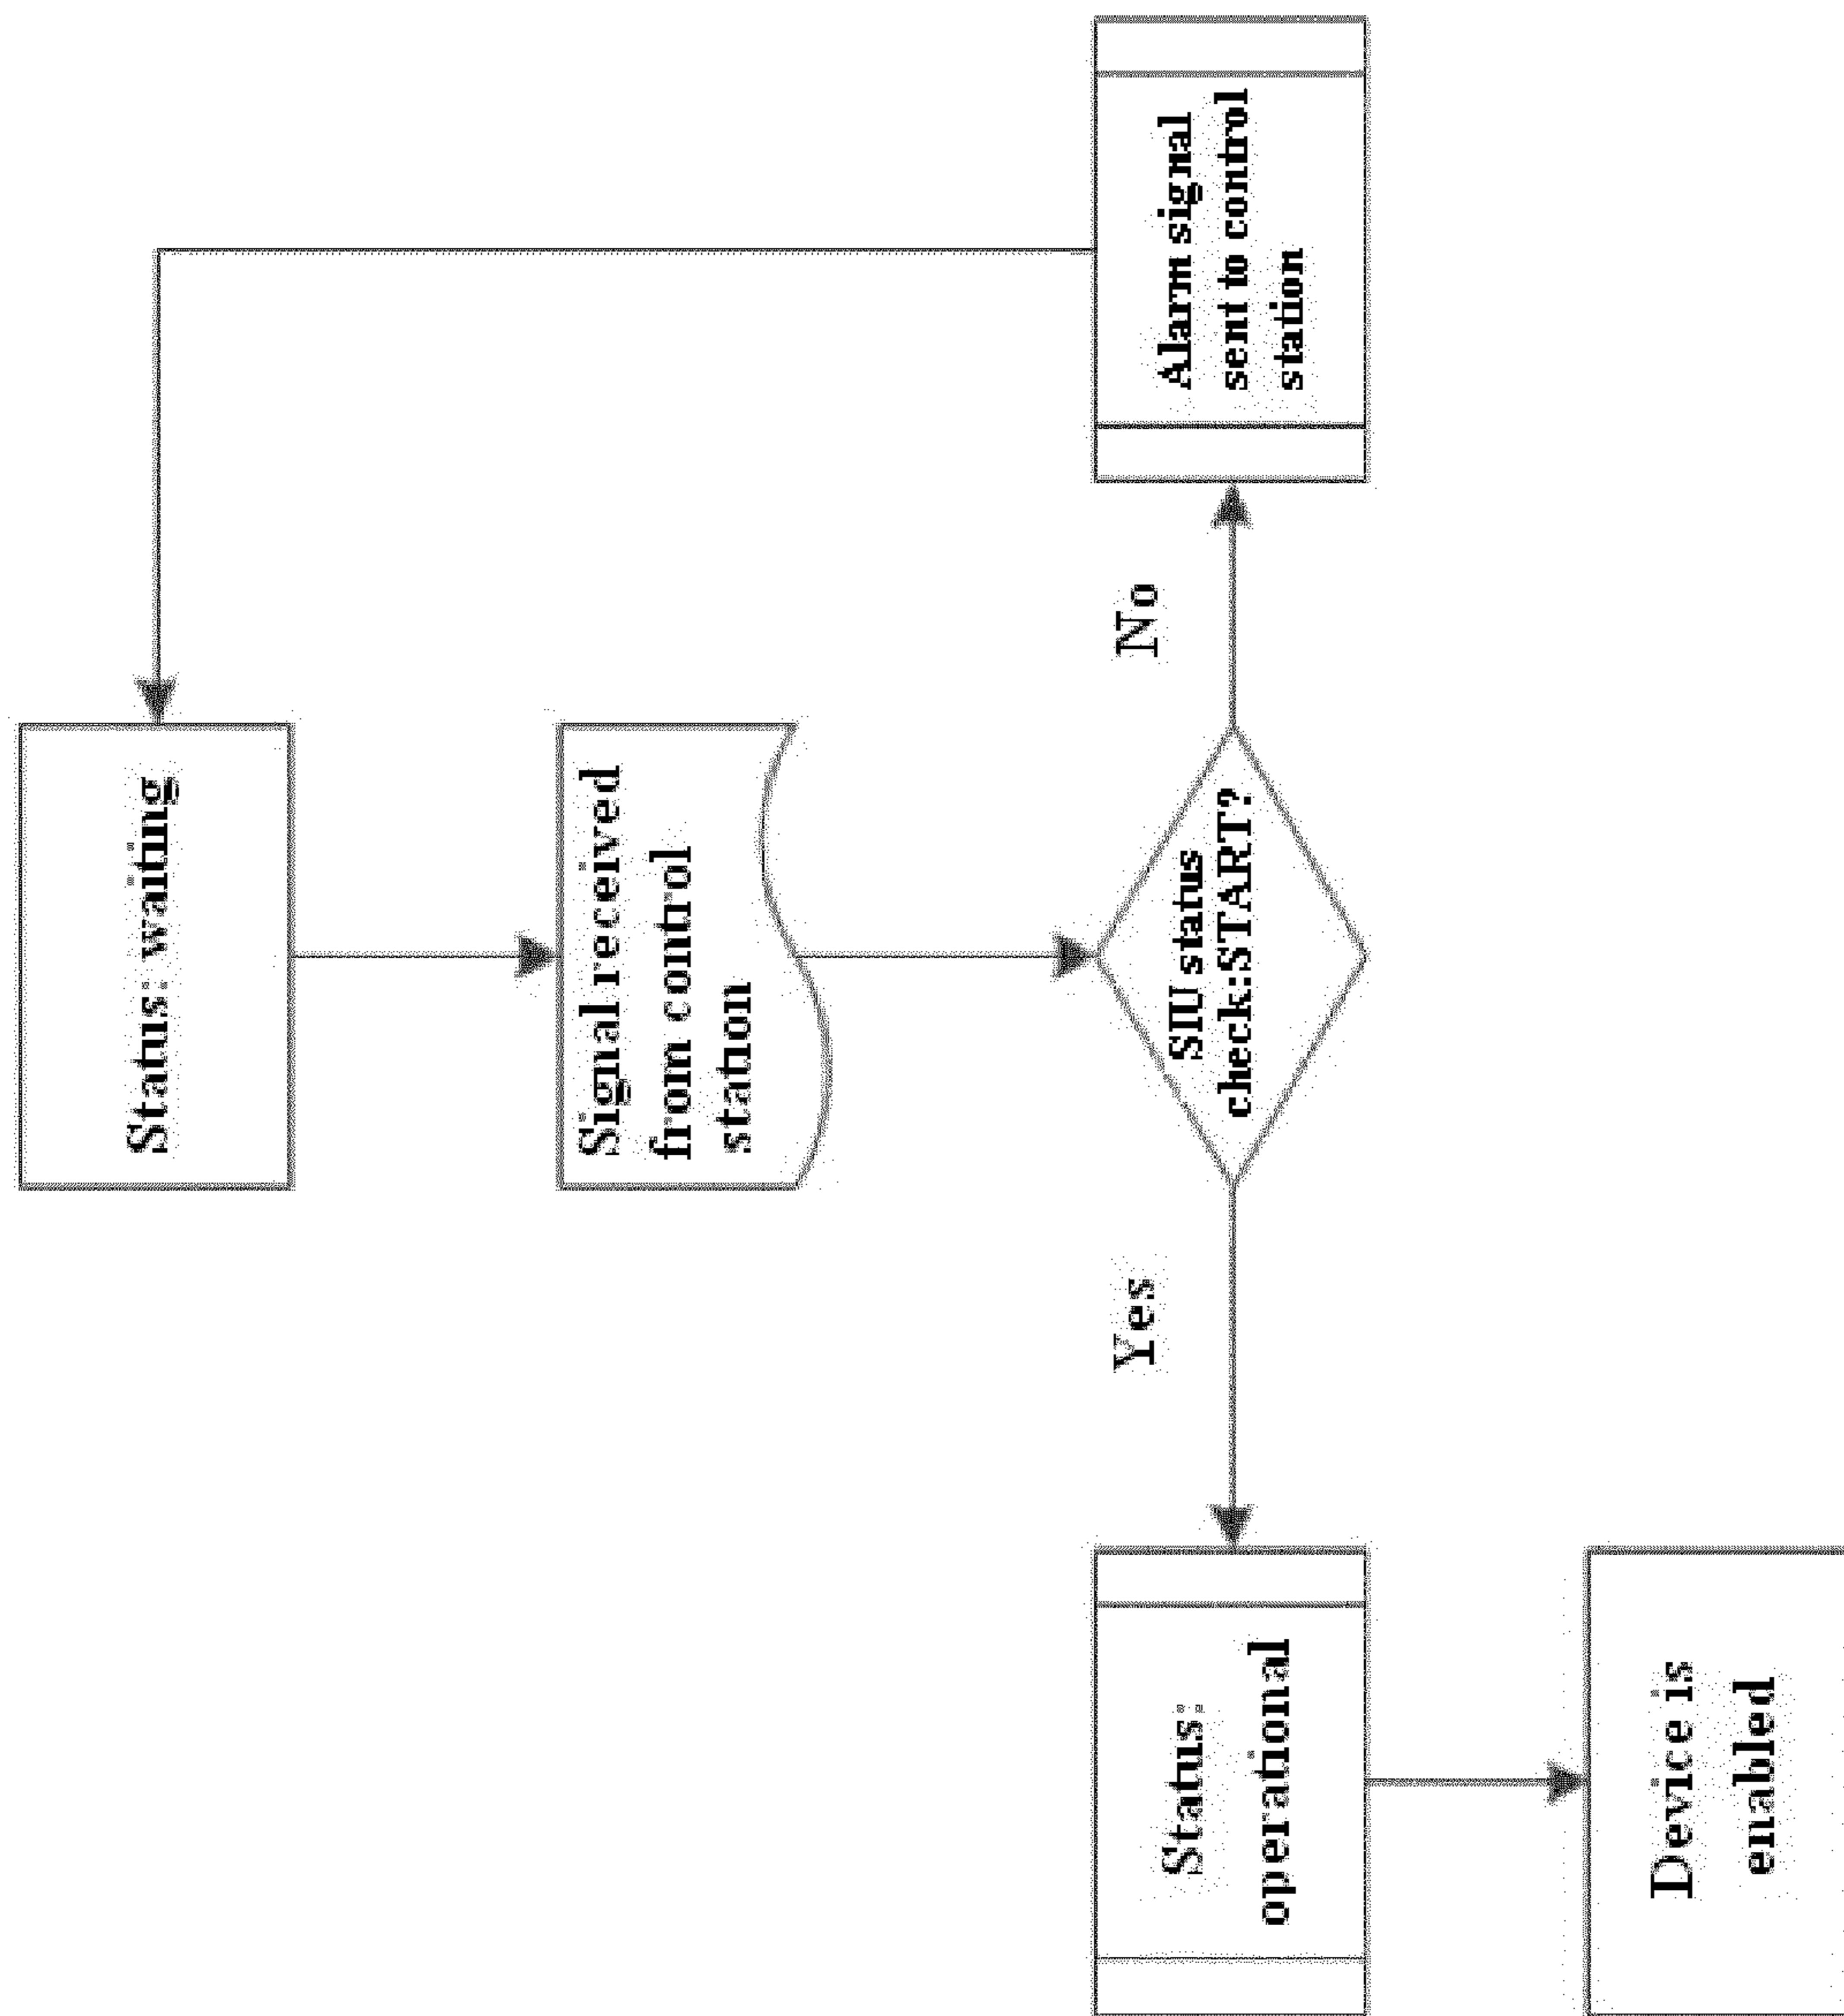 Status: waiting
Signal received
from control
station
SIU status
check:START?
Yes
No
Status:
operational
Alarm signal
sent to control
station
Device is
enabled